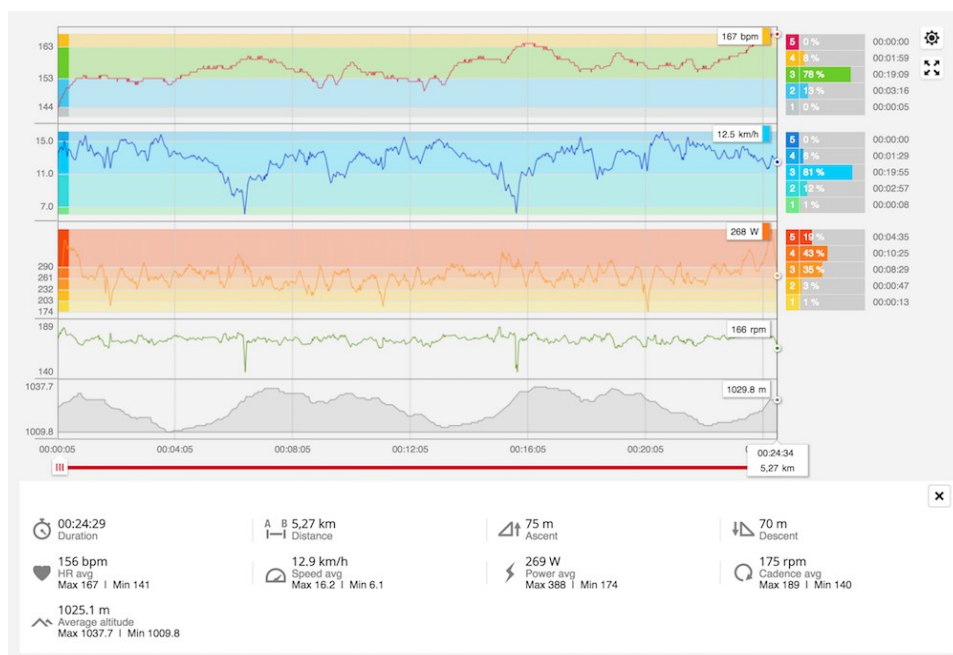 163
153
144
167 bpm
5 0 % 00:00:00
4 8 % 00:01:59
3 78 % 00:19:09
2 13 % 00:03:16
1 0 % 00:00:05
15.0
11.0
7.0
12.5 km/h
5 0 % 00:00:00
4 6 % 00:01:29
3 81 % 00:19:55
2 12 % 00:02:57
1 1 % 00:00:08
290
261
232
203
174
268 W
5 19 % 00:04:35
4 43 % 00:10:25
3 35 % 00:08:29
2 3 % 00:00:47
1 1 % 00:00:13
189
140
166 rpm
1037.7
1009.8
1029.8 m
00:00:05 00:04:05 00:08:05 00:12:05 00:16:05 00:20:05
00:24:34
5,27 km
00:24:29
Duration
A B 5,27 km
Distance
75 m
Ascent
70 m
Descent
156 bpm
HR avg
Max 167 | Min 141
12.9 km/h
Speed avg
Max 16.2 | Min 6.1
269 W
Power avg
Max 388 | Min 174
175 rpm
Cadence avg
Max 189 | Min 140
1025.1 m
Average altitude
Max 1037.7 | Min 1009.8